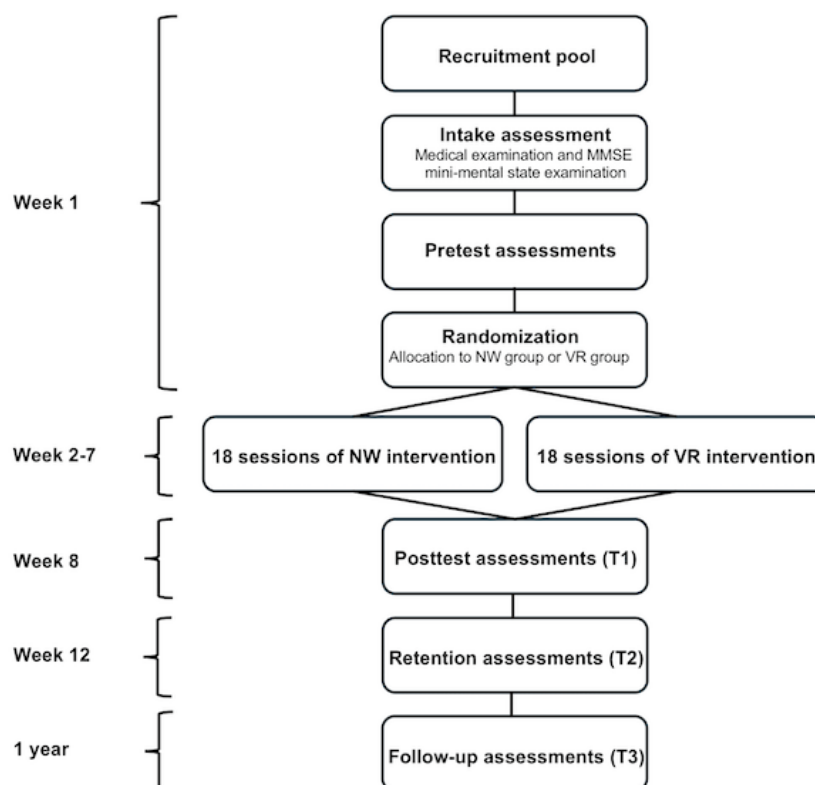 Recruitment pool
Intake assessment
Medical examination and MMSE
mini-mental state examination
Week 1
Pretest assessments
Randomization
Allocation to NW group or VR group
Week 2-7
18 sessions of NW intervention
18 sessions of VR intervention
Week 8
Posttest assessments (T1)
Week 12
Retention assessments (T2)
1 year
Follow-up assessments (T3)